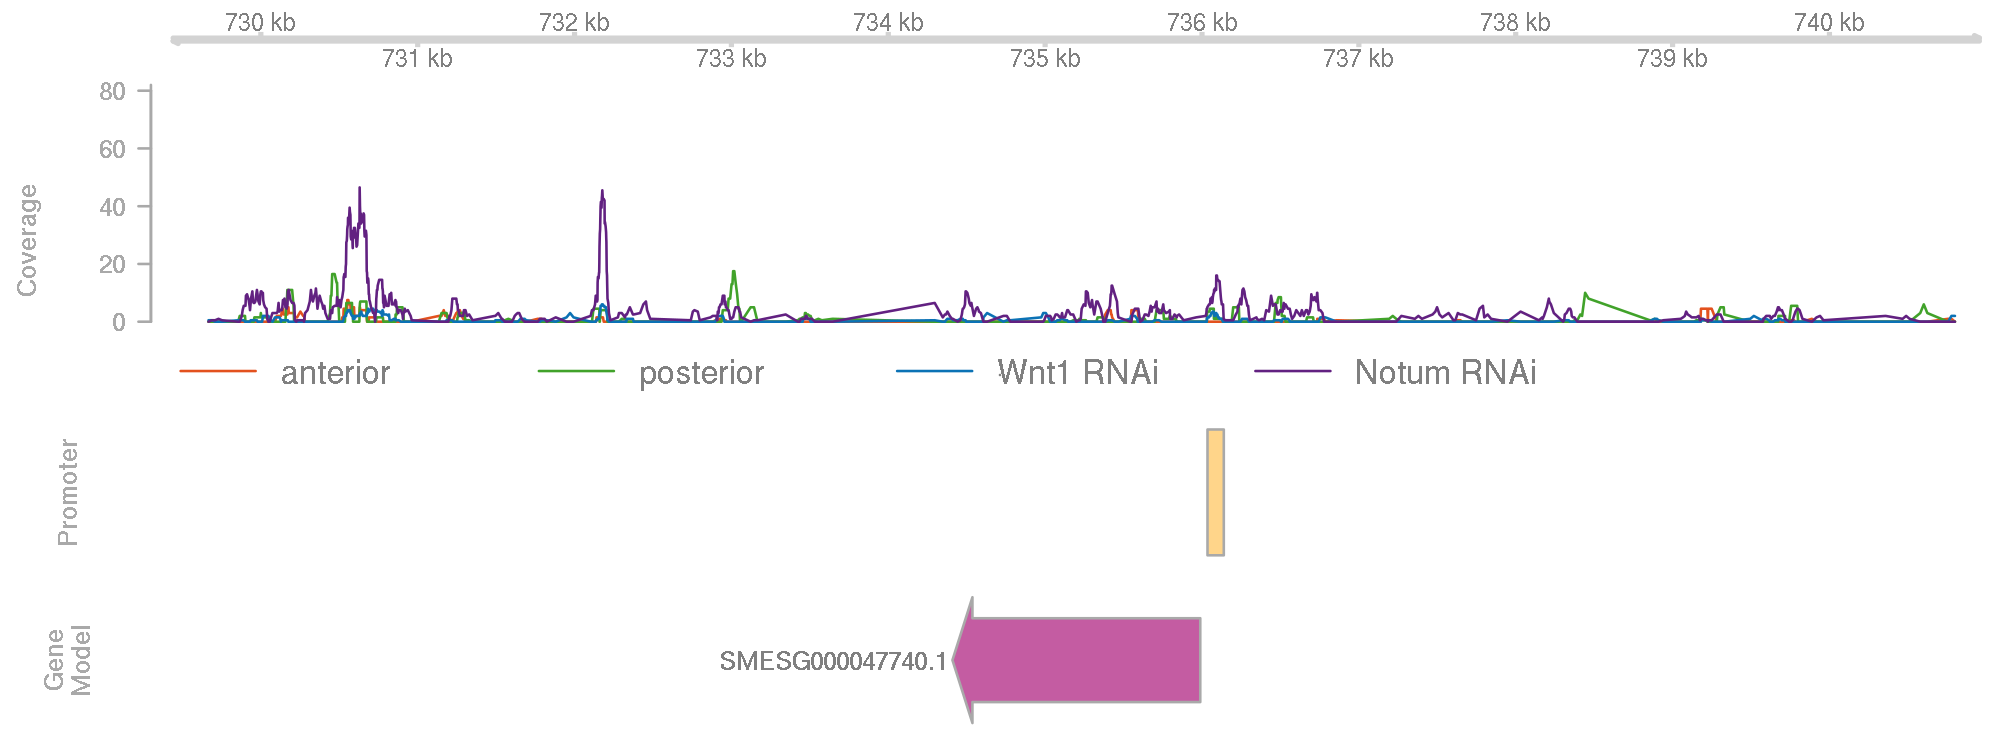 730 kb 732 kb 734 kb 736 kb 738 kb 740 kb
731 kb 733 kb 735 kb 737 kb 739 kb
80
60
40
20
0
Coverage
anterior posterior Wnt1 RNAi Notum RNAi
Promoter
Gene
Model
SMESG000047740.1